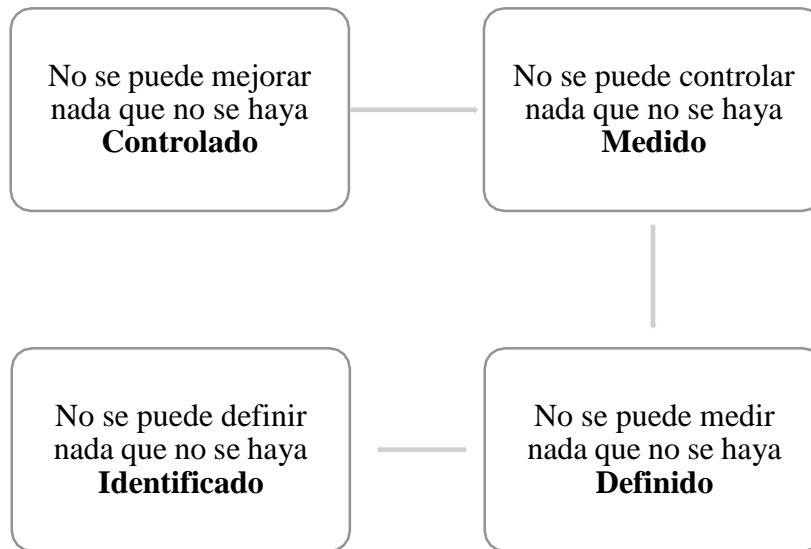 No se puede mejorar
nada que no se haya
Controlado
No se puede controlar
nada que no se haya
Medido
No se puede medir
nada que no se haya
Definido
No se puede definir
nada que no se haya
Identificado